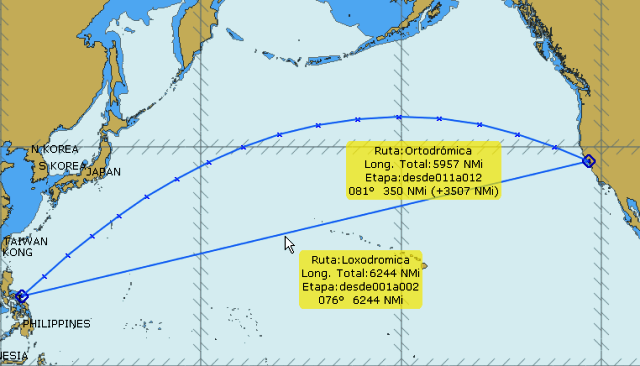 N KOREA
S KOREA
JAPAN
Ruta:Ortodrómica
Long. Total:5957 NMi
Etapa:desde011a012
081° 350 NMi (+3507 NMi)
TAIWAN
KONG
Ruta:Loxodromica
Long. Total:6244 NMi
Etapa:desde001a002
076° 6244 NMi
PHILIPPINES
ESIA